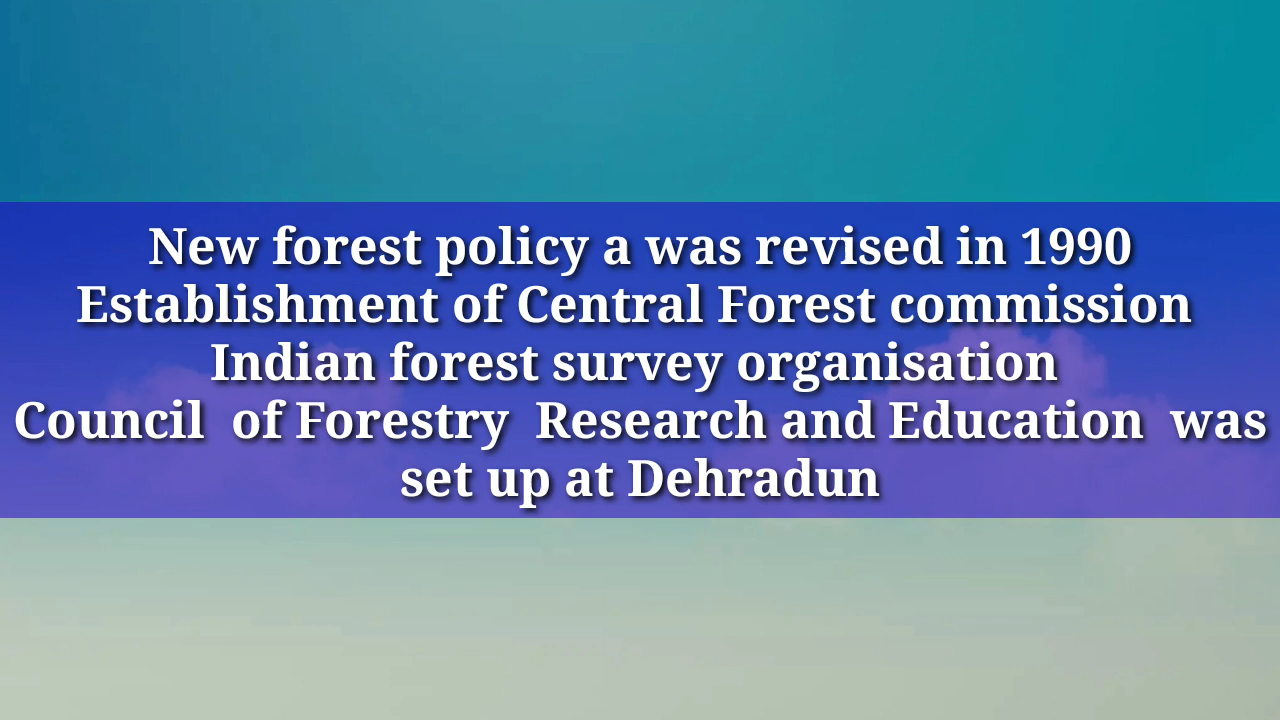 New forest policy a was revised in 1990
Establishment of Central Forest commission
Indian forest survey organisation
Council of Forestry Research and Education was
set up at Dehradun